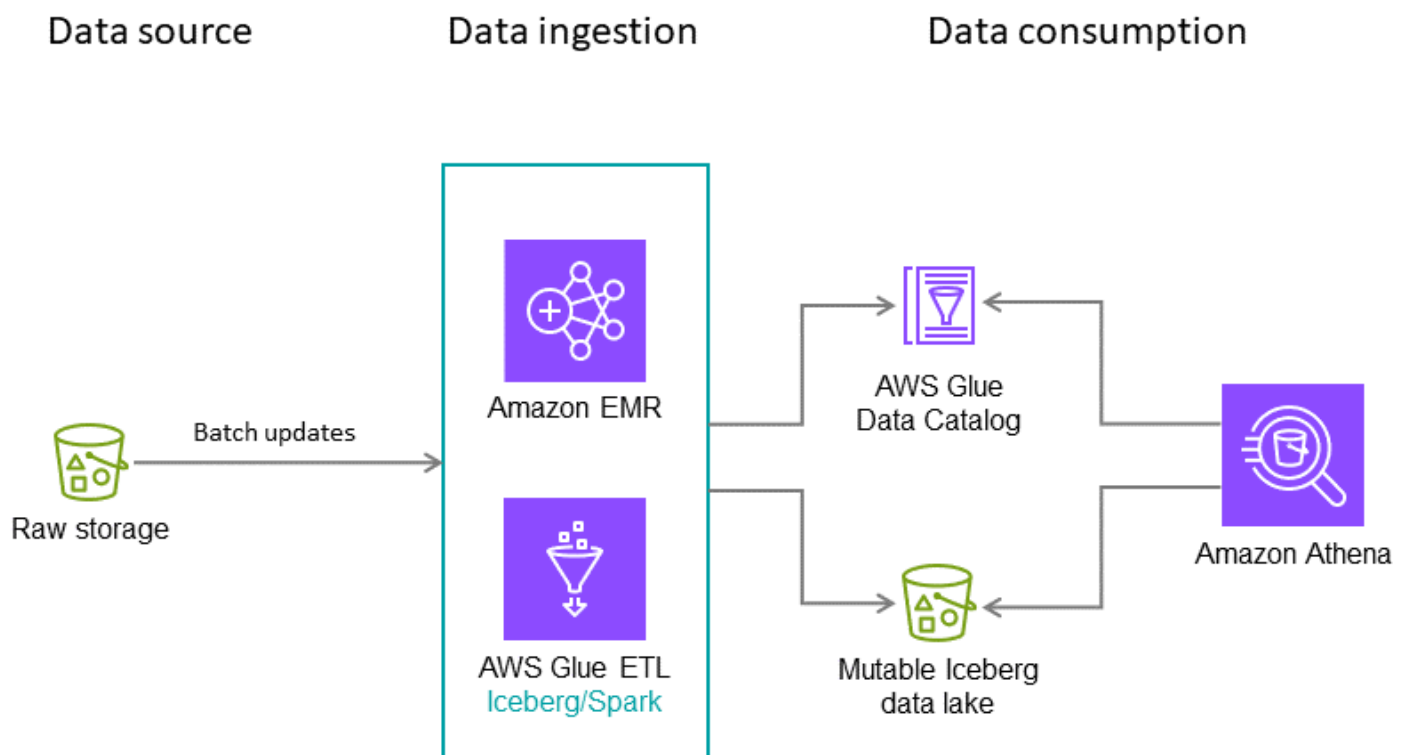 Data source
Data ingestion
Data consumption
Amazon EMR
AWS Glue
Data Catalog
Batch updates
Raw storage
Amazon Athena
AWS Glue ETL
Iceberg/Spark
Mutable Iceberg
data lake